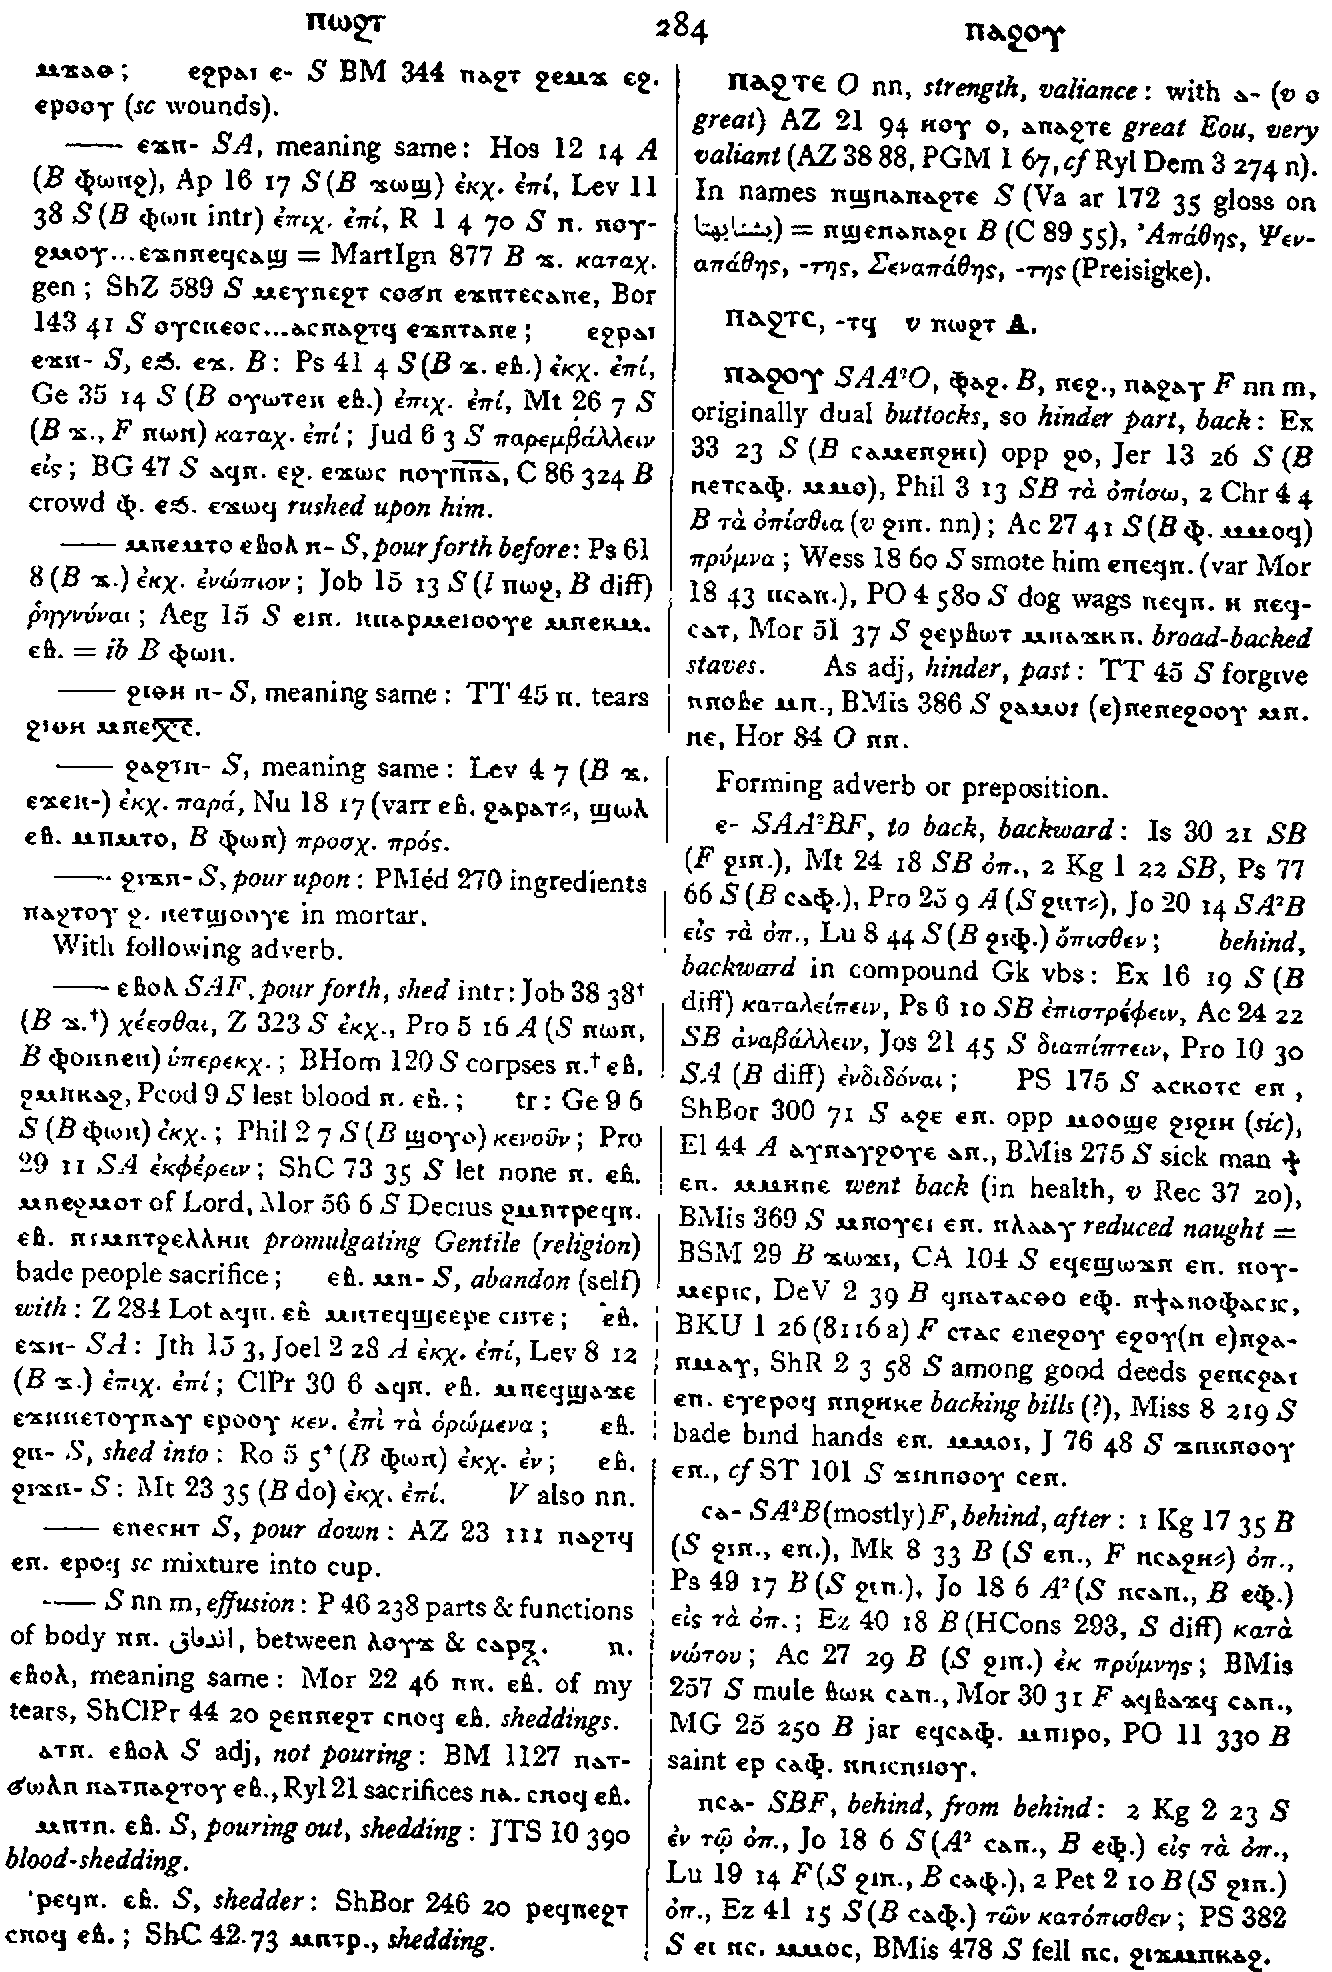 ⲡⲱϩⲧ 284 ⲡⲁϩⲟⲩ
ⲙⲕⲁϩ; ⲉϩⲣⲁⲓ ⲉ- S BM 344 ⲡⲁϩⲧ ϩⲉⲙϫ ⲉϩ.
ⲉⲣⲟⲟⲩ (sc wounds).
—— ⲉϫⲛ- SA, meaning same: Hos 12 14 A
(B ⲫⲱⲛϩ), Ap 16 17 S (B ϫⲱϣ) ἐκχ. ἐπί, Lev 11
38 S (B ⲫⲱⲛ intr) ἐπιχ. ἐπί, R 1 4 70 S ⲡ. ⲛⲟⲩ-
ϩⲙⲟⲩ...ⲉϫⲛⲛⲉϥⲥⲁϣ = MartIgn 877 B ϫ. καταχ.
gen; ShZ 589 S ⲙⲉⲩⲡⲉϩⲧ ⲥⲟϭⲛ ⲉϫⲛⲧⲉⲥⲁⲡⲉ, Bor
143 41 S ⲟⲩⲥⲕⲉⲟⲥ...ⲁⲥⲡⲁϩⲧϥ ⲉϫⲛⲧⲁⲡⲉ; ⲉϩⲣⲁⲓ
ⲉϫⲛ- S, ⲉϧ. ⲉϫ. B: Ps 41 4 S (B ϫ. ⲉⲃ.) ἐκχ. ἐπί,
Ge 35 14 S (B ⲟⲩⲱⲧⲉⲛ ⲉⲃ.) ἐπιχ. ἐπί, Mt 26 7 S
(B ϫ., F ⲡⲱⲛ) καταχ. ἐπί; Jud 6 3 S παρεμβάλλειν
εἰς; BG 47 S ⲁϥⲡ. ⲉϩ. ⲉϫⲱⲥ ⲛⲟⲩⲡ̅ⲛ̅ⲁ̅, C 86 324 B
crowd ⲫ. ⲉϧ. ⲉϫⲱϥ rushed upon him.
—— ⲙⲡⲉⲙⲧⲟ ⲉⲃⲟⲗ ⲛ- S, pour forth before: Ps 61
8 (B ϫ.) ἐκχ. ἐνώπιον; Job 15 13 S (l ⲡⲱϩ, B diff)
ῥηγνύναι; Aeg 15 S ⲉⲓⲡ. ⲛⲛⲁⲣⲙⲉⲓⲟⲟⲩⲉ ⲙⲡⲉⲕⲙ.
ⲉⲃ. = ib B ⲫⲱⲛ.
—— ϩⲓⲑⲏ ⲛ- S, meaning same: TT 45 ⲡ. tears
ϩⲓⲑⲏ ⲙⲡⲉⲭ̅ⲥ̅.
—— ϩⲁϩⲧⲛ- S, meaning same: Lev 4 7 (B ϫ.
ⲉϫⲉⲛ-) ἐκχ. παρά, Nu 18 17 (varr ⲉⲃ. ϩⲁⲣⲁⲧ⸗, ϣⲱⲗ
ⲉⲃ. ⲙⲡⲙⲧⲟ, B ⲫⲱⲛ) προσχ. πρός.
—— ϩⲓϫⲛ- S, pour upon: PMéd 270 ingredients
ⲡⲁϩⲧⲟⲩ ϩ. ⲡⲉⲧϣⲟⲟⲩⲉ in mortar.
With following adverb.
—— ⲉⲃⲟⲗ SAF, pour forth, shed intr: Job 38 38†
(B ϫ.†) χέεσθαι, Z 323 S ἐκχ., Pro 5 16 A (S ⲡⲱⲛ,
B ⲫⲟⲛⲡⲉⲛ) ὑπερεκχ.; BHom 120 S corpses ⲡ.† ⲉⲃ.
ϩⲙⲡⲕⲁϩ, Pcod 9 S lest blood ⲡ. ⲉⲃ.; tr: Ge 9 6
S (B ⲫⲱⲛ) ἐκχ.; Phil 2 7 S (B ϣⲟⲩⲟ) κενοῦν; Pro
29 11 SA ἐκφέρειν; ShC 73 35 S let none ⲡ. ⲉⲃ.
ⲙⲡⲉϩⲙⲟⲧ of Lord, Mor 56 6 S Decius ϩⲙⲡⲧⲣⲉϥⲡ.
ⲉⲃ. ⲛⲧⲙⲛⲧϩⲉⲗⲗⲏⲛ promulgating Gentile (religion)
bade people sacrifice; ⲉⲃ. ⲙⲛ- S, abandon (self)
with: Z 284 Lot ⲁϥⲡ. ⲉⲃ ⲙⲛⲧⲉϥϣⲉⲉⲣⲉ ⲥⲛⲧⲉ; ⲉⲃ.
ⲉϫⲛ- SA: Jth 15 3, Joel 2 28 A ἐκχ. ἐπί, Lev 8 12
(B ϫ.) ἐπιχ. ἐπί; ClPr 30 6 ⲁϥⲡ. ⲉⲃ. ⲙⲡⲉϥϣⲁϫⲉ
ⲉϫⲛⲛⲉⲧⲟⲩⲛⲁⲩ ⲉⲣⲟⲟⲩ κεν. ἐπὶ τὰ ὁρώμενα; ⲉⲃ.
ϩⲛ- S, shed into: Ro 5 5† (B ⲫⲱⲛ) ἐκχ. ἐν; ⲉⲃ.
ϩⲓϫⲛ- S: Mt 23 35 (B do) ἐκχ. ἐπί. V also nn.
—— ⲉⲡⲉⲥⲏⲧ S, pour down: AZ 23 111 ⲡⲁϩⲧϥ
ⲉⲡ. ⲉⲣⲟϥ sc mixture into cup.
—— S nn m, effusion: P 46 238 parts & functions
of body ⲡⲡ. اندفاق, between ⲗⲟⲩϫ & ⲥⲁⲣⲝ. ⲡ.
ⲉⲃⲟⲗ, meaning same: Mor 22 46 ⲡⲡ. ⲉⲃ. of my
tears, ShClPr 44 20 ϩⲉⲛⲡⲉϩⲧ ⲥⲛⲟϥ ⲉⲃ. sheddings.
ⲁⲧⲡ. ⲉⲃⲟⲗ S adj, not pouring: BM 1127 ⲡⲁⲧ-
ϭⲱⲗⲡ ⲡⲁⲧⲡⲁϩⲧⲟⲩ ⲉⲃ., Ryl 21 sacrifices ⲛⲁ. ⲥⲛⲟϥ ⲉⲃ.
ⲙⲛⲧⲡ. ⲉⲃ. S, pouring out, shedding: JTS 10 390
blood-shedding.
ⲣⲉϥⲡ. ⲉⲃ. S, shedder: ShBor 246 20 ⲣⲉϥⲡⲉϩⲧ
ⲥⲛⲟϥ ⲉⲃ.; ShC 42.73 ⲙⲛⲧⲣ., shedding.
ⲡⲁϩⲧⲉ O nn, strength, valiance: with ⲁ- (v ⲟ
great) AZ 21 94 ⲏⲟⲩ ⲟ, ⲁⲡⲁϩⲧⲉ great Eou, very
valiant (AZ 38 88, PGM 1 67, cf Ryl Dem 3 274 n).
In names ⲡϣⲛⲁⲡⲁϩⲧⲉ S (Va ar 172 35 gloss on
) = ⲡϣⲉⲛⲁⲡⲁϩⲓ B (C 89 55), Ἀπάθης, Ψεν-
απάθης, -της, Σεναπάθης, -της (Preisigke).
ⲡⲁϩⲧⲥ, -ⲧϥ v ⲡⲱϩⲧ A.
ⲡⲁϩⲟⲩ SAA²O, ⲫⲁϩ. B, ⲡⲉϩ., ⲡⲁϩⲁⲩ F nn m,
originally dual buttocks, so hinder part, back: Ex
33 23 S (B ⲥⲁⲙⲉⲛϩⲏⲓ) opp ϩⲟ, Jer 13 26 S (B
ⲡⲉⲧⲥⲁⲫ. ⲙⲙⲟ), Phil 3 13 SB τὰ ὀπίσω, 2 Chr 4 4
B τὰ ὀπίσθια (v ϩⲓⲡ. nn); Ac 27 41 S (B ⲫ. ⲙⲙⲟϥ)
πρύμνα; Wess 18 60 S smote him ⲉⲡⲉϥⲡ. (var Mor
18 43 ⲛⲥⲁⲡ.), PO 4 580 S dog wags ⲡⲉϥⲡ. ⲏ ⲡⲉϥ-
ⲥⲁⲧ, Mor 51 37 S ϩⲉⲣⲃⲱⲧ ⲙⲡⲁϫⲕⲡ. broad-backed
staves. As adj, hinder, past: TT 45 S forgive
ⲛⲛⲟⲃⲉ ⲙⲡ., BMis 386 S ϩⲁⲙⲟⲓ (ⲉ)ⲛⲉⲡⲉϩⲟⲟⲩ ⲙⲡ.
ⲡⲉ, Hor 84 O ⲡⲡ.
Forming adverb or preposition.
ⲉ- SAA²BF, to back, backward: Is 30 21 SB
(F ϩⲓⲡ.), Mt 24 18 SB ὀπ., 2 Kg 1 22 SB, Ps 77
66 S (B ⲥⲁⲫ.), Pro 25 9 A (S ϩⲏⲧ⸗), Jo 20 14 SA²B
εἰς τὰ ὀπ., Lu 8 44 S (B ϩⲓⲫ.) ὄπισθεν; behind,
backward in compound Gk vbs: Ex 16 19 S (B
diff) καταλείπειν, Ps 6 10 SB ἐπιστρέφειν, Ac 24 22
SB ἀναβάλλειν, Jos 21 45 S διαπίπτειν, Pro 10 30
SA (B diff) ἐνδιδόναι; PS 175 S ⲁⲥⲕⲟⲧⲥ ⲉⲡ,
ShBor 300 71 S ⲁϩⲉ ⲉⲡ. opp ⲙⲟⲟϣⲉ ϩⲓϩⲓⲏ (sic),
El 44 A ⲁⲩⲛⲁⲩϩⲟⲩⲉ ⲁⲡ., BMis 275 S sick man ϯ
ⲉⲡ. ⲙⲙⲏⲛⲉ went back (in health, v Rec 37 20),
BMis 369 S ⲙⲡⲟⲩⲉⲓ ⲉⲡ. ⲛⲗⲁⲁⲩ reduced naught =
BSM 29 B ϫⲱϫⲓ, CA 104 S ⲉϥⲉϣⲱϫⲡ ⲉⲡ. ⲛⲟⲩ-
ⲙⲉⲣⲓⲥ, DeV 2 39 B ϥⲛⲁⲧⲁⲥⲑⲟ ⲉⲫ. ⲛϯⲁⲡⲟⲫⲁⲥⲓⲥ,
BKU 1 26 (8116 a) F ⲥⲧⲁⲥ ⲉⲡⲉϩⲟⲩ ⲉϩⲟⲩ(ⲛ ⲉ)ⲡϩⲁ-
ⲛⲙⲁⲩ, ShR 2 3 58 S among good deeds ϩⲉⲛⲥϩⲁⲓ
ⲉⲡ. ⲉⲩⲉⲣⲟϥ ⲛⲛϩⲏⲕⲉ backing bills (?), Miss 8 219 S
bade bind hands ⲉⲡ. ⲙⲙⲟⲓ, J 76 48 S ϫⲓⲛⲡⲟⲟⲩ
ⲉⲡ., cf ST 101 S ϫⲓⲛⲡⲟⲟⲩ ⲥⲉⲡ.
ⲥⲁ- SA²B(mostly)F, behind, after: 1 Kg 17 35 B
(S ϩⲓⲡ., ⲉⲡ.), Mk 8 33 B (S ⲉⲡ., F ⲛⲥⲁϩⲏ⸗) ὀπ.,
Ps 49 17 B (S ϩⲓⲡ.), Jo 18 6 A² (S ⲛⲥⲁⲡ., B ⲉⲫ.)
εἰς τὰ ὀπ.; Ez 40 18 B (HCons 293, S diff) κατὰ
νώτου; Ac 27 29 B (S ϩⲓⲡ.) ἐκ πρύμνης; BMis
257 S mule ⲃⲱⲕ ⲥⲁⲡ., Mor 30 31 F ⲁϥⲃⲁϫϥ ⲥⲁⲡ.,
MG 25 250 B jar ⲉϥⲥⲁⲫ. ⲙⲡⲓⲣⲟ, PO 11 330 B
saint ⲉⲣ ⲥⲁⲫ. ⲛⲛⲓⲥⲛⲏⲟⲩ.
ⲛⲥⲁ- SBF, behind, from behind: 2 Kg 2 23 S
ἐν τῷ ὀπ., Jo 18 6 S (A² ⲥⲁⲡ., B ⲉⲫ.) εἰς τὰ ὀπ.,
Lu 19 14 F (S ϩⲓⲡ., B ⲥⲁⲫ.), 2 Pet 2 10 B (S ϩⲓⲡ.)
ὀπ., Ez 41 15 S (B ⲥⲁⲫ.) τῶν κατόπισθεν; PS 382
S ⲉⲓ ⲛⲥ. ⲙⲙⲟⲥ, BMis 478 S fell ⲛⲥ. ϩⲓϫⲙⲡⲕⲁϩ.